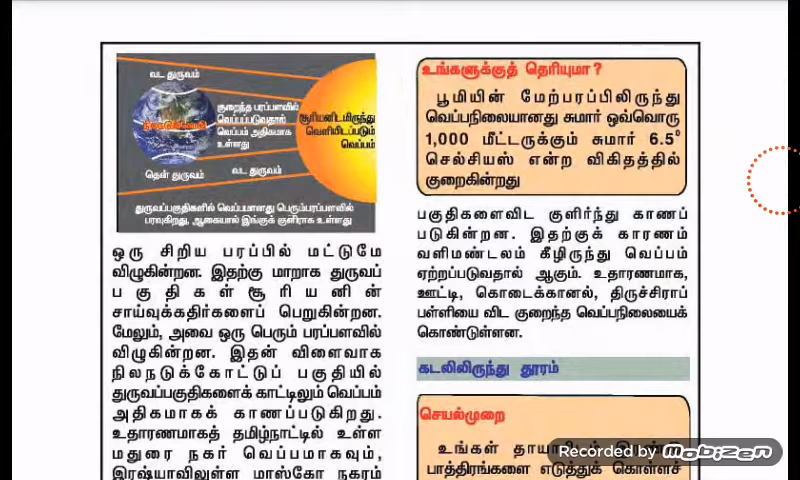 வட துருவம்
நிலநடுக்கோடு
குறைந்த பரப்பளவில்
வெப்பப்படுவதால்
வெப்பம் அதிகமாக
உள்ளது
சூரியனிடமிருந்து
வெளியிடப்படும்
வெப்பம்
தென் துருவம்
வட துருவம்
துருவப்பகுதிகளில் வெப்பமானது பெரும்பரப்பளவில்
பரவுகிறது, ஆகையால் இங்குக் குளிராக உள்ளது
ஒரு சிறிய பரப்பில் மட்டுமே
விழுகின்றன. இதற்கு மாறாக துருவப்
பகுதிகள் சூரியனின்
சாய்வுக்கதிர்களைப் பெறுகின்றன.
மேலும், அவை ஒரு பெரும் பரப்பளவில்
விழுகின்றன. இதன் விளைவாக
நிலநடுக்கோட்டுப் பகுதியில்
துருவப்பகுதிகளைக் காட்டிலும் வெப்பம்
அதிகமாகக் காணப்படுகிறது.
உதாரணமாகத் தமிழ்நாட்டில் உள்ள
மதுரை நகர் வெப்பமாகவும்,
இரஷ்யாவிலுள்ள மாஸ்கோ நகரம்
உங்களுக்குத் தெரியுமா?
பூமியின் மேற்பரப்பிலிருந்து
வெப்பநிலையானது சுமார் ஒவ்வொரு
1,000 மீட்டருக்கும் சுமார் 6.5°
செல்சியஸ் என்ற விகிதத்தில்
குறைகின்றது
பகுதிகளைவிட குளிர்ந்து காணப்
படுகின்றன. இதற்குக் காரணம்
வளிமண்டலம் கீழிருந்து வெப்பம்
ஏற்றப்படுவதால் ஆகும். உதாரணமாக,
ஊட்டி, கொடைக்கானல், திருச்சிராப்
பள்ளியை விட குறைந்த வெப்பநிலையைக்
கொண்டுள்ளன.
கடலிலிருந்து தூரம்
செயல்முறை
உங்கள்
பாத்திரங்களை எடுத்துக் கொள்ளச்
Recorded by mobizen